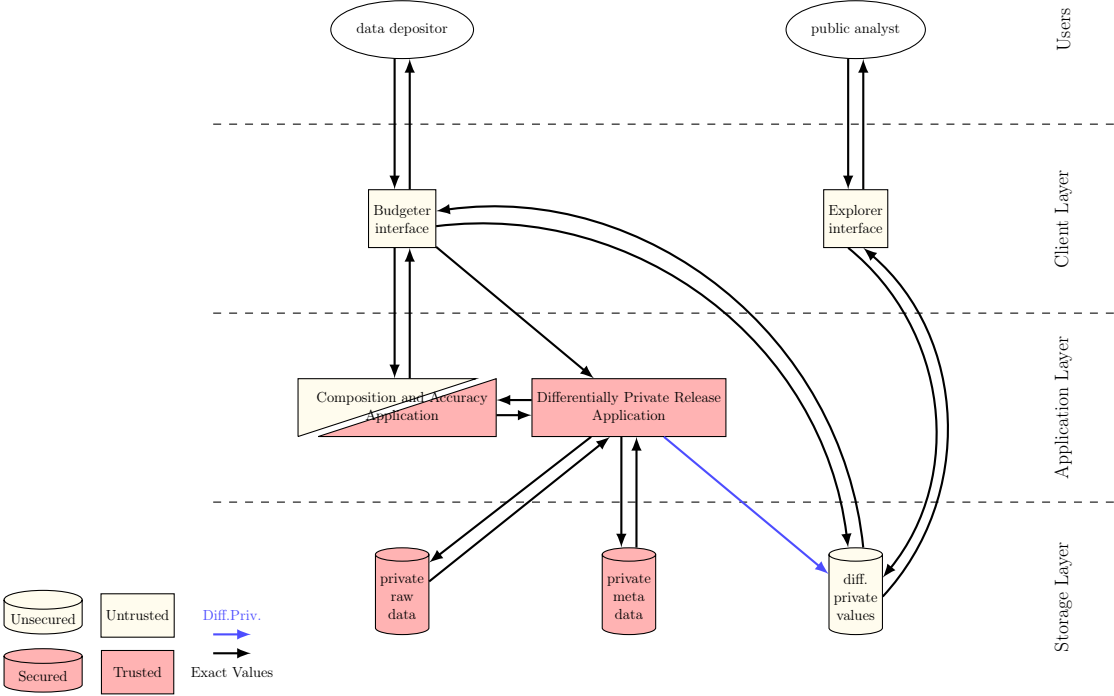 data depositor
public analyst
Users
Budgeter
interface
Explorer
interface
Client Layer
Composition and Accuracy
Application
Differentially Private Release
Application
Application Layer
private
raw
data
private
meta
data
diff.
private
values
Storage Layer
Unsecured
Untrusted
Diff.Priv.
Secured
Trusted
Exact Values